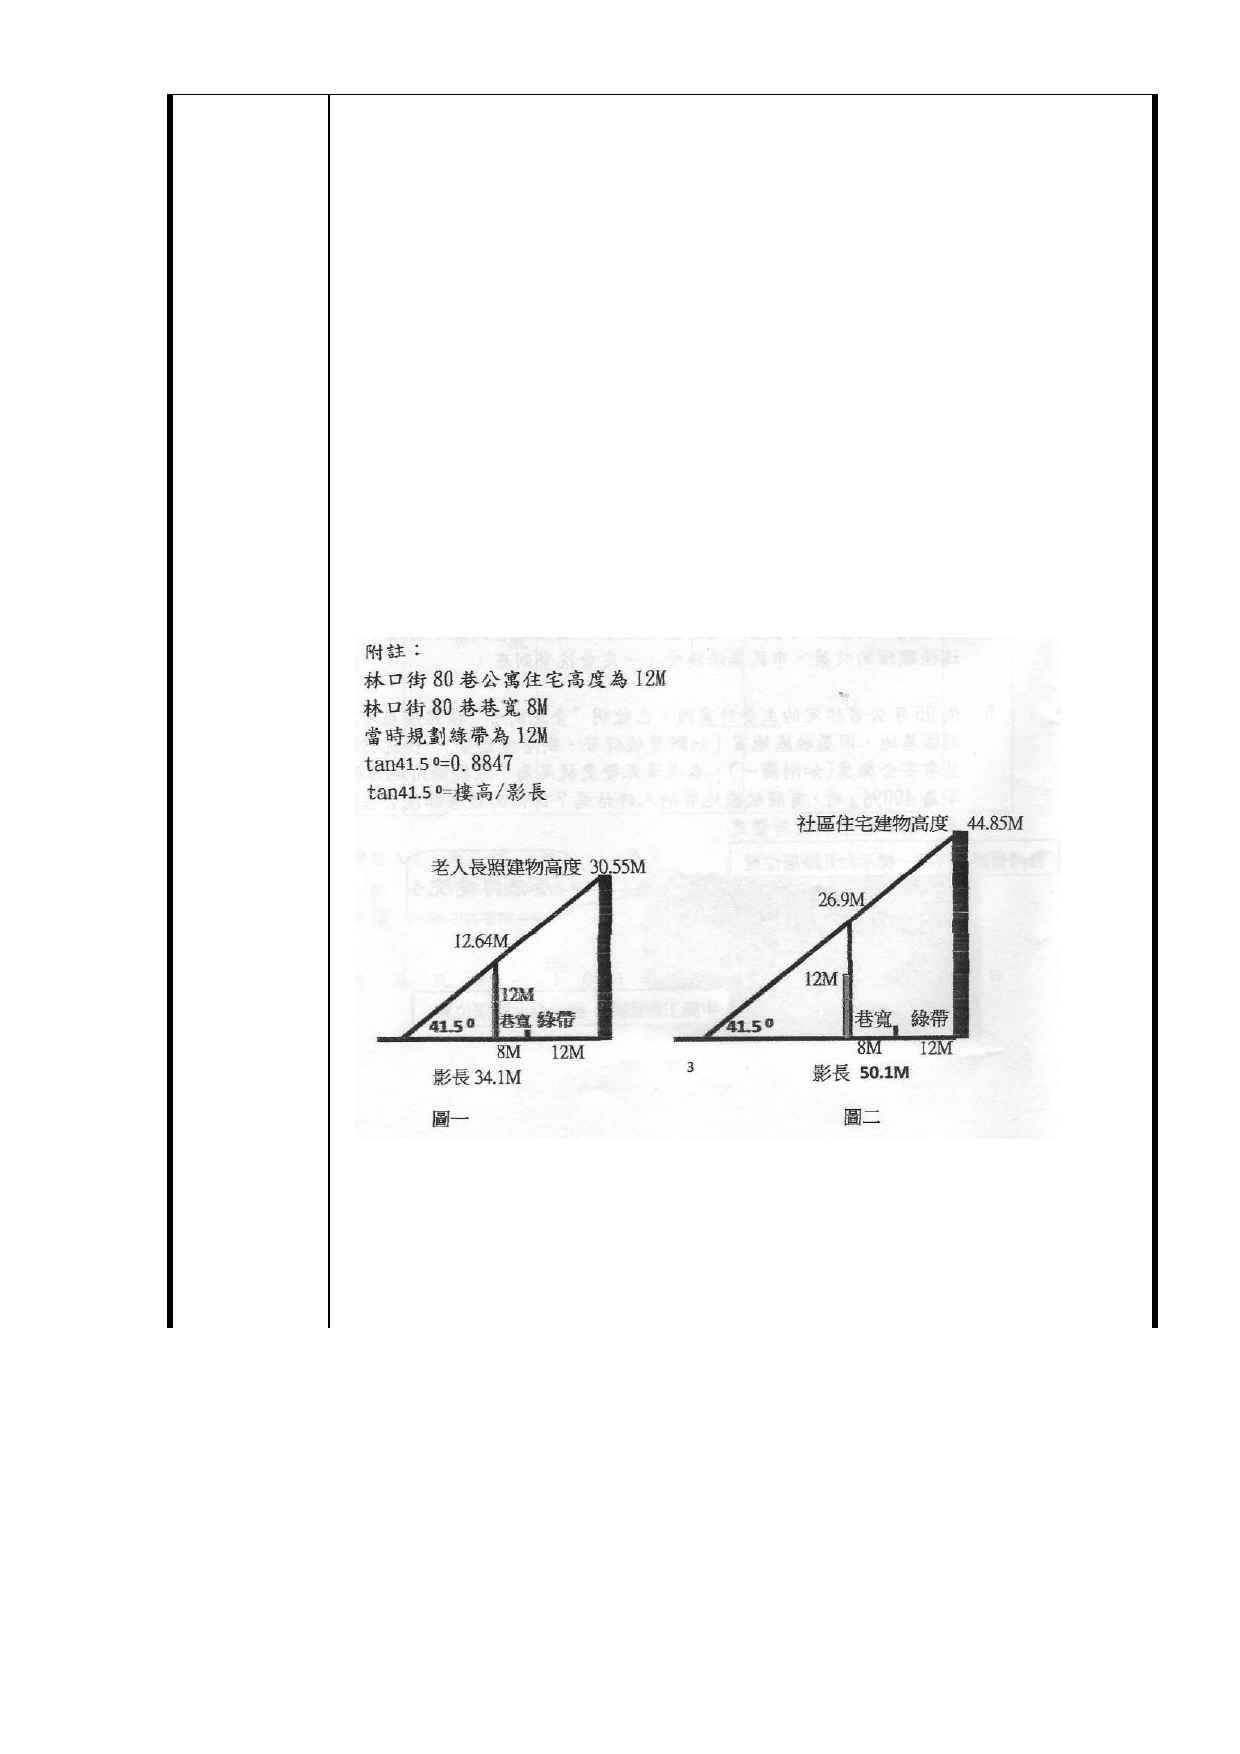 附註：
林口街 80 巷公寓住宅高度為 12M
林口街 80 巷巷寬 8M
當時規劃綠帶為 12M
tan41.5⁰=0.8847
tan41.5⁰=樓高/影長
老人長照建物高度 30.55M
12.64M
12M
41.5⁰
巷寬 綠帶
8M 12M
影長 34.1M
圖一
社區住宅建物高度 44.85M
26.9M
12M
41.5⁰
巷寬 綠帶
8M 12M
影長 50.1M
圖二
3